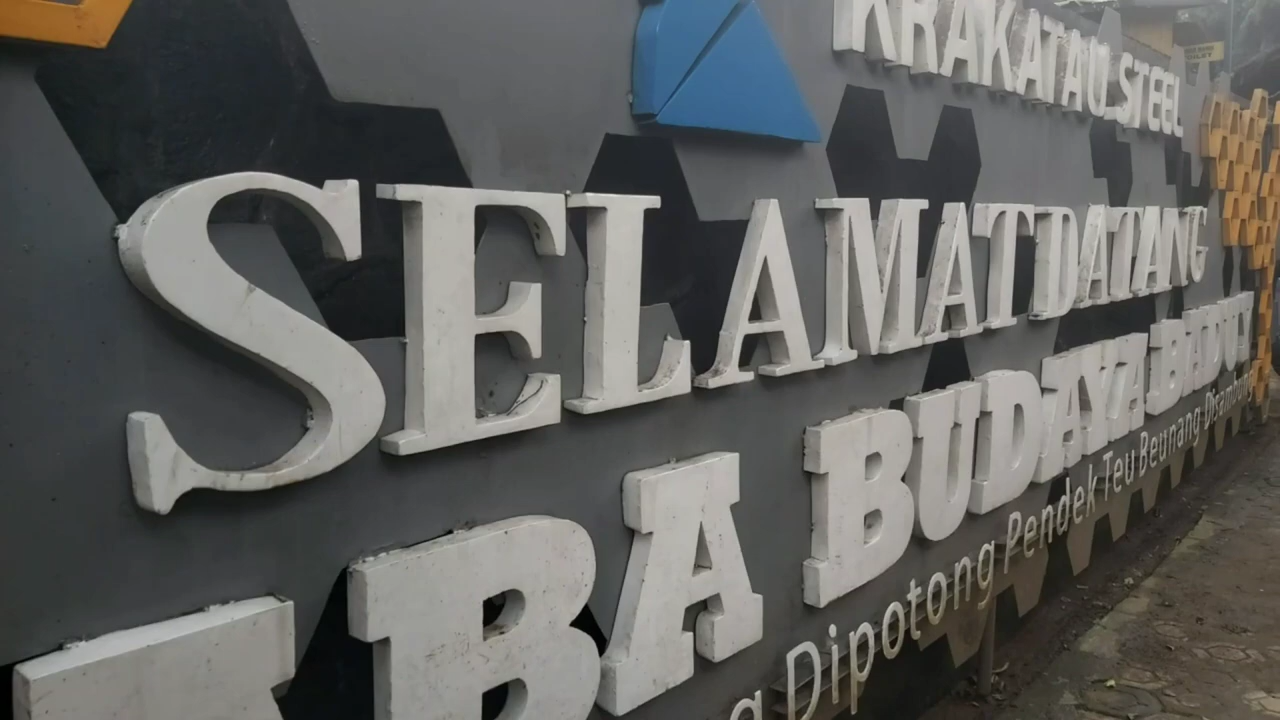 KRAKATAU STEEL
SELAMAT DATANG
BA BUDAYA BADUY
Dipotong Pendek Teu Beunang Disambung